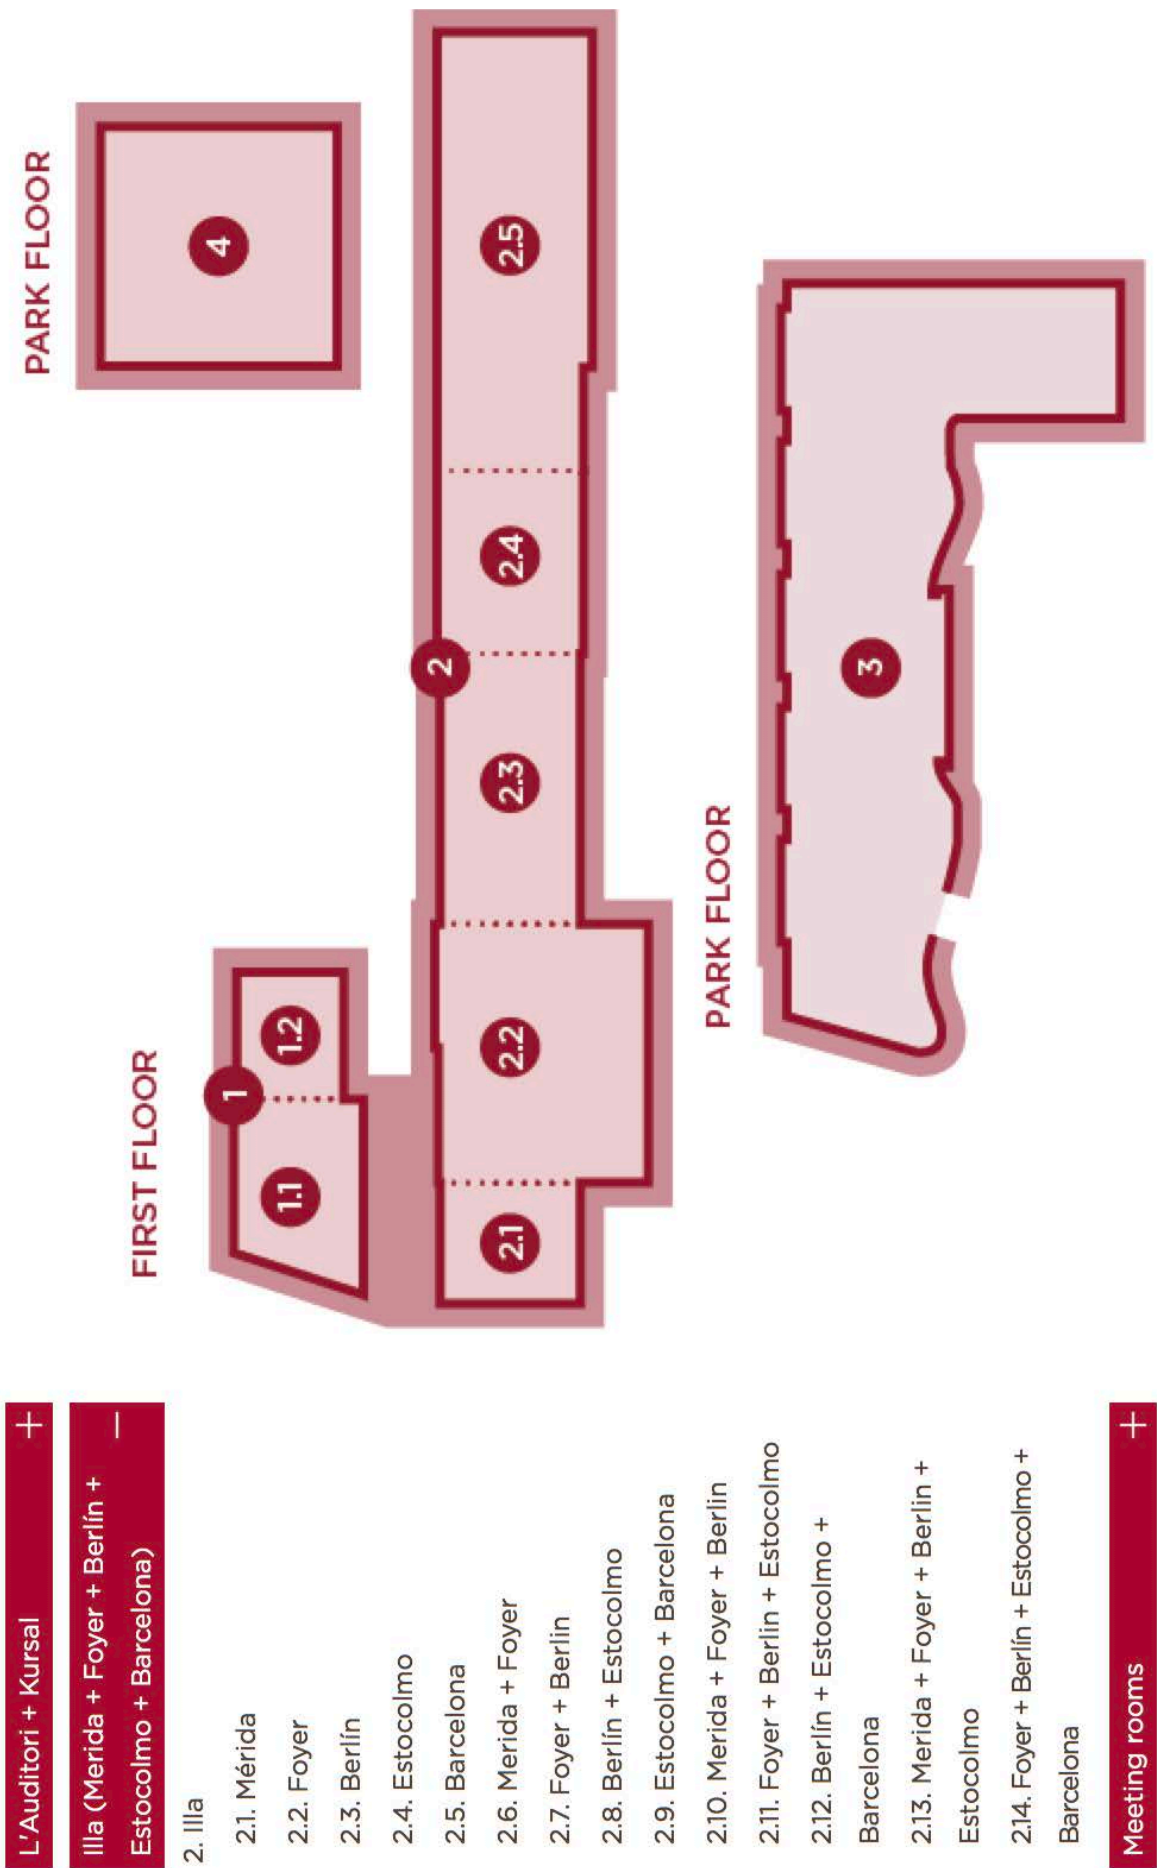 L'Auditori + Kursal +
Illa (Merida + Foyer + Berlín +
Estocolmo + Barcelona) –
2. Illa
2.1. Mérida
2.2. Foyer
2.3. Berlín
2.4. Estocolmo
2.5. Barcelona
2.6. Merida + Foyer
2.7. Foyer + Berlin
2.8. Berlín + Estocolmo
2.9. Estocolmo + Barcelona
2.10. Merida + Foyer + Berlin
2.11. Foyer + Berlin + Estocolmo
2.12. Berlín + Estocolmo +
Barcelona
2.13. Merida + Foyer + Berlin +
Estocolmo
2.14. Foyer + Berlín + Estocolmo +
Barcelona
Meeting rooms +
FIRST FLOOR
1
1.1
1.2
PARK FLOOR
4
2
2.1
2.2
2.3
2.4
2.5
PARK FLOOR
3